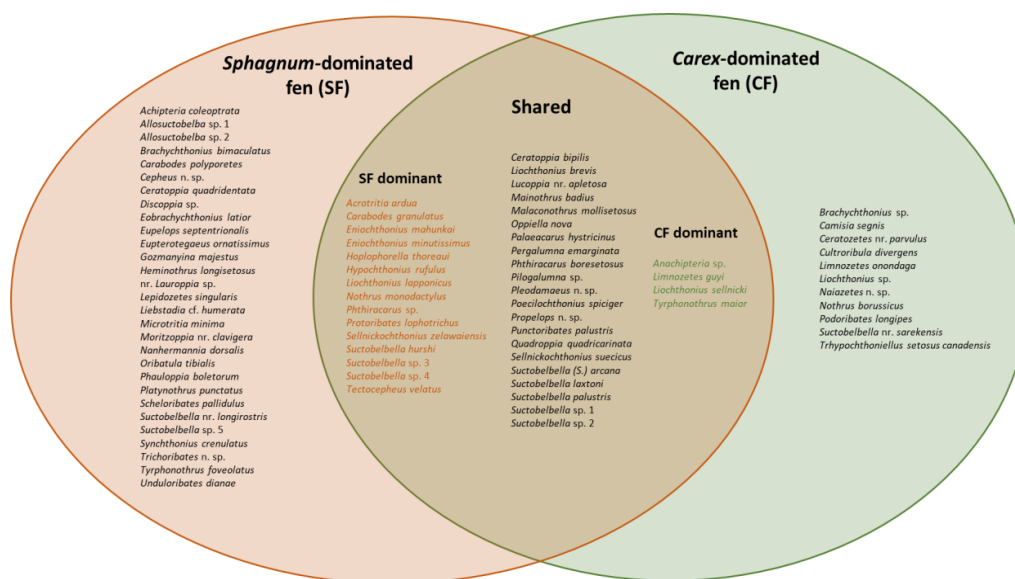 Sphagnum-dominated
fen (SF)
Achipteria coleoptrata
Allosuctobelba sp. 1
Allosuctobelba sp. 2
Brachychthonius bimaculatus
Carabodes polyporetes
Cepheus n. sp.
Ceratoppia quadridentata
Discoppia sp.
Eobrachychthonius latior
Eupelops septentrionalis
Eupterotegaeus ornatissimus
Gozmanyina majestus
Heminothrus longisetosus
nr. Lauroppia sp.
Lepidozetes singularis
Liebstadia cf. humerata
Microtritia minima
Moritzoppia nr. clavigera
Nanhermannia dorsalis
Oribatula tibialis
Phauloppia boletorum
Platynothrus punctatus
Scheloribates pallidulus
Suctobelbella nr. longirostris
Suctobelbella sp. 5
Synchthonius crenulatus
Trichoribates n. sp.
Tyrphonothrus foveolatus
Unduloribates dianae
SF dominant
Acrotritia ardua
Carabodes granulatus
Eniochthonius mahunkai
Eniochthonius minutissimus
Hoplophorella thoreaui
Hypochthonius rufulus
Liochthonius lapponicus
Nothrus monodactylus
Phthiracarus sp.
Protoribates lophotrichus
Sellnickochthonius zelawaiensis
Suctobelbella hurshi
Suctobelbella sp. 3
Suctobelbella sp. 4
Tectocepheus velatus
Shared
Ceratoppia bipilis
Liochthonius brevis
Lucoppia nr. apletosa
Mainothrus badius
Malaconothrus mollisetosus
Oppiella nova
Palaeacarus hystricinus
Pergalumna emarginata
Phthiracarus boresetosus
Pilogalumna sp.
Pleodamaeus n. sp.
Poecilochthonius spiciger
Propelops n. sp.
Punctoribates palustris
Quadroppia quadricarinata
Sellnickochthonius suecicus
Suctobelbella (S.) arcana
Suctobelbella laxtoni
Suctobelbella palustris
Suctobelbella sp. 1
Suctobelbella sp. 2
CF dominant
Anachipteria sp.
Limnozetes guyi
Liochthonius sellnicki
Tyrphonothrus maior
Carex-dominated
fen (CF)
Brachychthonius sp.
Camisia segnis
Ceratozetes nr. parvulus
Cultroribula divergens
Limnozetes onondaga
Liochthonius sp.
Naiazetes n. sp.
Nothrus borussicus
Podoribates longipes
Suctobelbella nr. sarekensis
Trhypochthoniellus setosus canadensis